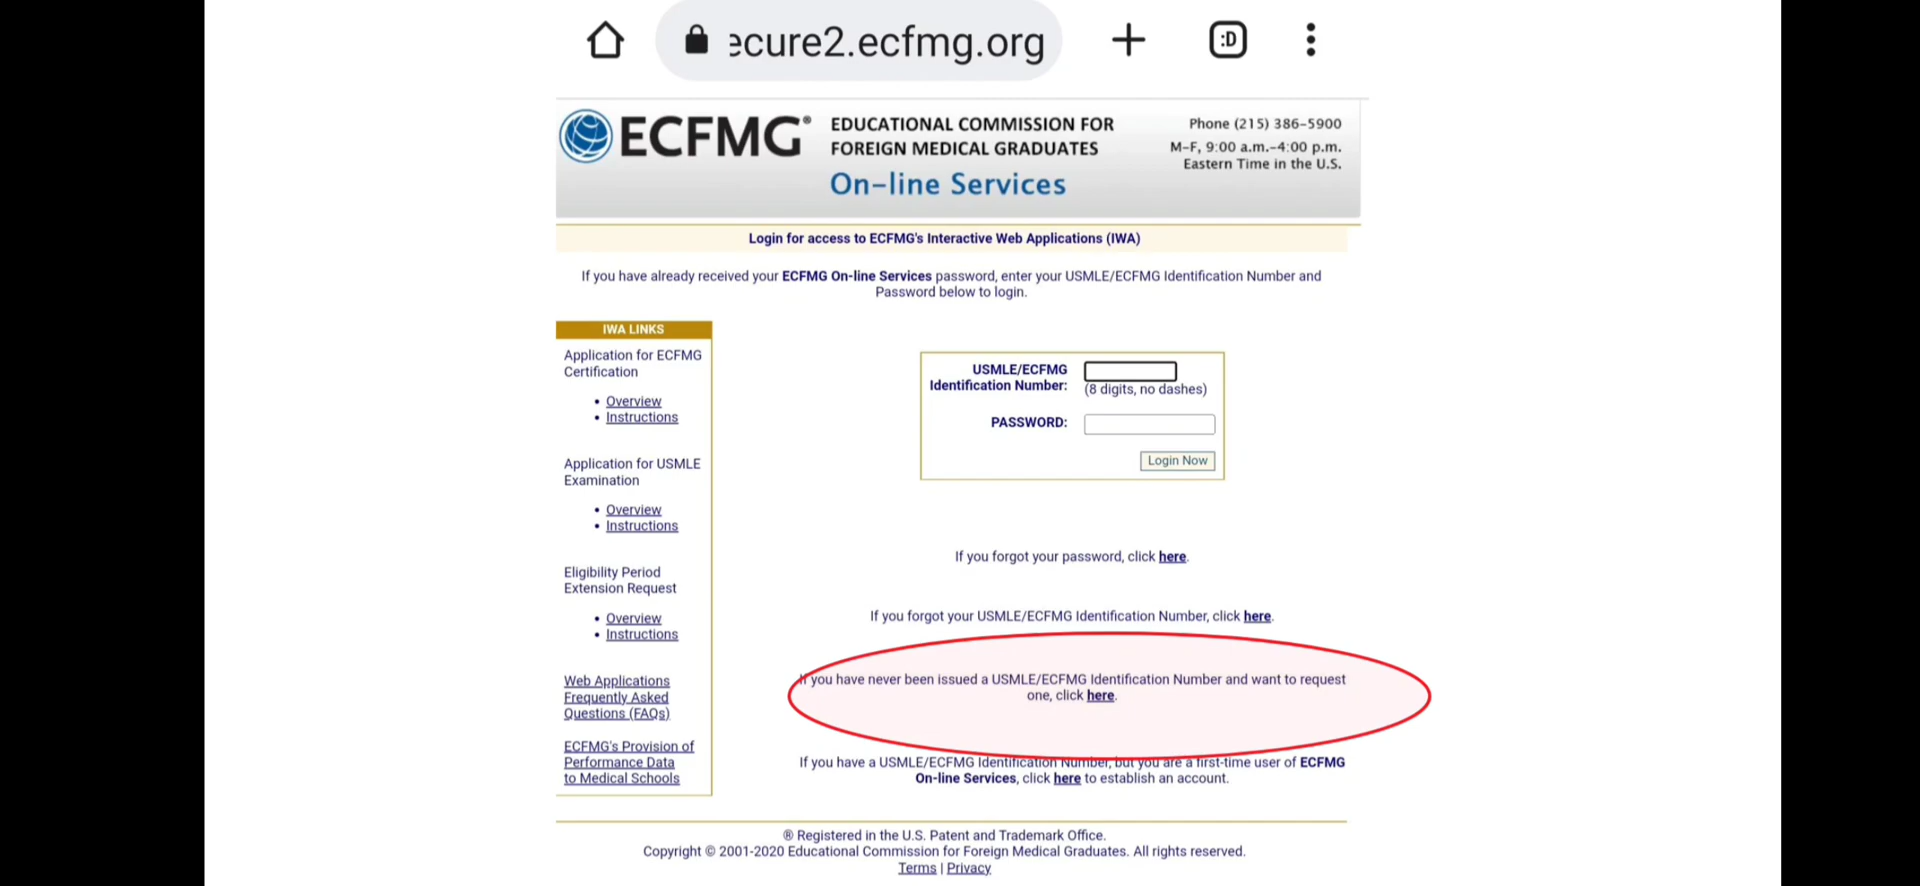 ecure2.ecfmg.org
:D
ECFMG®
EDUCATIONAL COMMISSION FOR
FOREIGN MEDICAL GRADUATES
On-line Services
Phone (215) 386-5900
M-F, 9:00 a.m.-4:00 p.m.
Eastern Time in the U.S.
Login for access to ECFMG's Interactive Web Applications (IWA)
If you have already received your ECFMG On-line Services password, enter your USMLE/ECFMG Identification Number and
Password below to login.
IWA LINKS
Application for ECFMG
Certification
• Overview
• Instructions
Application for USMLE
Examination
• Overview
• Instructions
Eligibility Period
Extension Request
• Overview
• Instructions
Web Applications
Frequently Asked
Questions (FAQs)
ECFMG's Provision of
Performance Data
to Medical Schools
USMLE/ECFMG
Identification Number:
(8 digits, no dashes)
PASSWORD:
Login Now
If you forgot your password, click here.
If you forgot your USMLE/ECFMG Identification Number, click here.
If you have never been issued a USMLE/ECFMG Identification Number and want to request
one, click here.
If you have a USMLE/ECFMG Identification Number, but you are a first-time user of ECFMG
On-line Services, click here to establish an account.
® Registered in the U.S. Patent and Trademark Office.
Copyright © 2001-2020 Educational Commission for Foreign Medical Graduates. All rights reserved.
Terms | Privacy